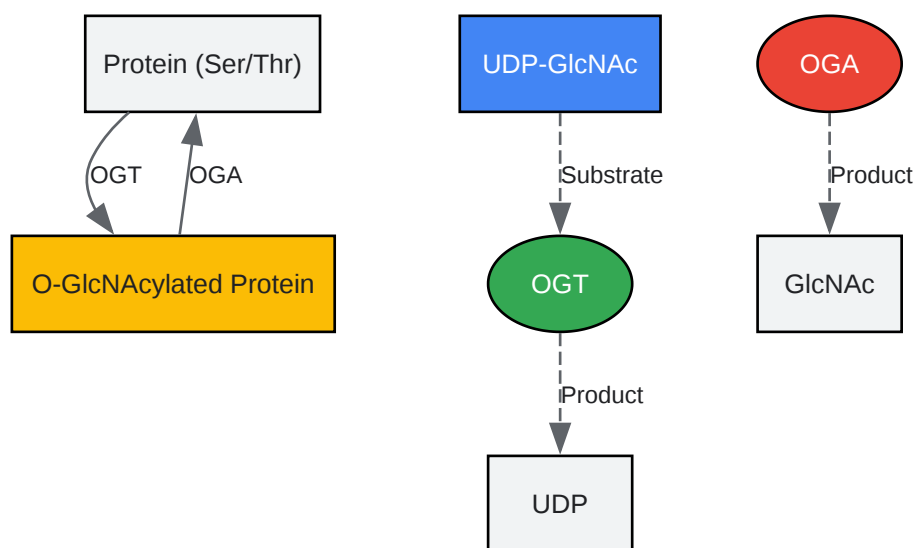 Protein (Ser/Thr)
UDP-GlcNAc
OGA
OGT
OGA
Substrate
Product
O-GlcNAcylated Protein
OGT
GlcNAc
Product
UDP